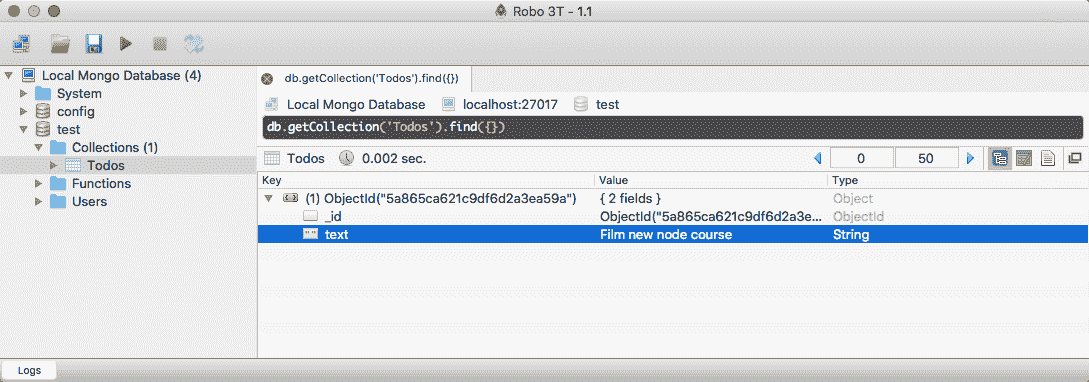 Robo 3T - 1.1
Local Mongo Database (4)
System
config
test
Collections (1)
Todos
Functions
Users
db.getCollection('Todos').find({})
Local Mongo Database localhost:27017 test
db.getCollection('Todos').find({})
Todos 0.002 sec. 0 50
Key Value Type
(1) ObjectId("5a865ca621c9df6d2a3ea59a") { 2 fields } Object
_id ObjectId("5a865ca621c9df6d2a3e... ObjectId
text Film new node course String
Logs